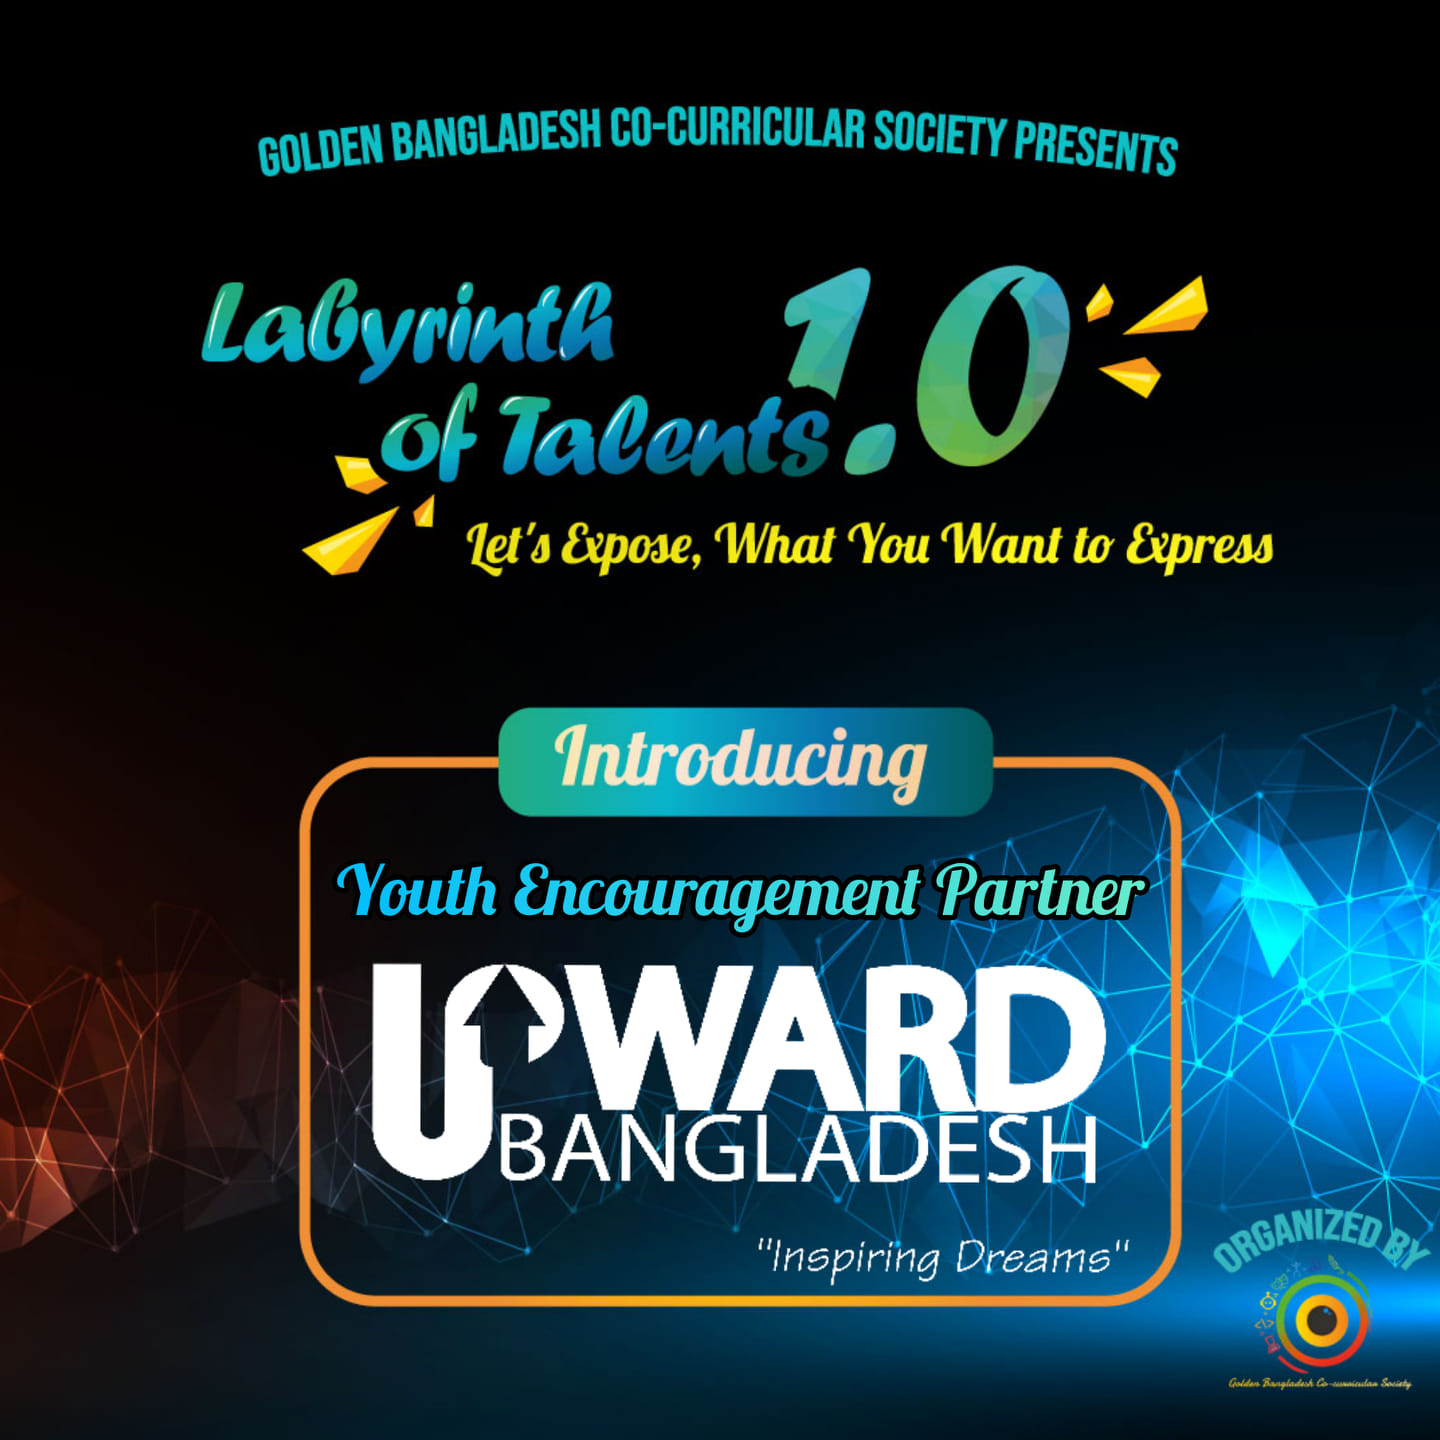 GOLDEN BANGLADESH CO-CURRICULAR SOCIETY PRESENTS
Labyrinth
of Talents 1.0
Let's Expose, What You Want to Express
Introducing
Youth Encouragement Partner
UPWARD
BANGLADESH
"Inspiring Dreams"
ORGANIZED BY
Golden Bangladesh Co-curricular Society